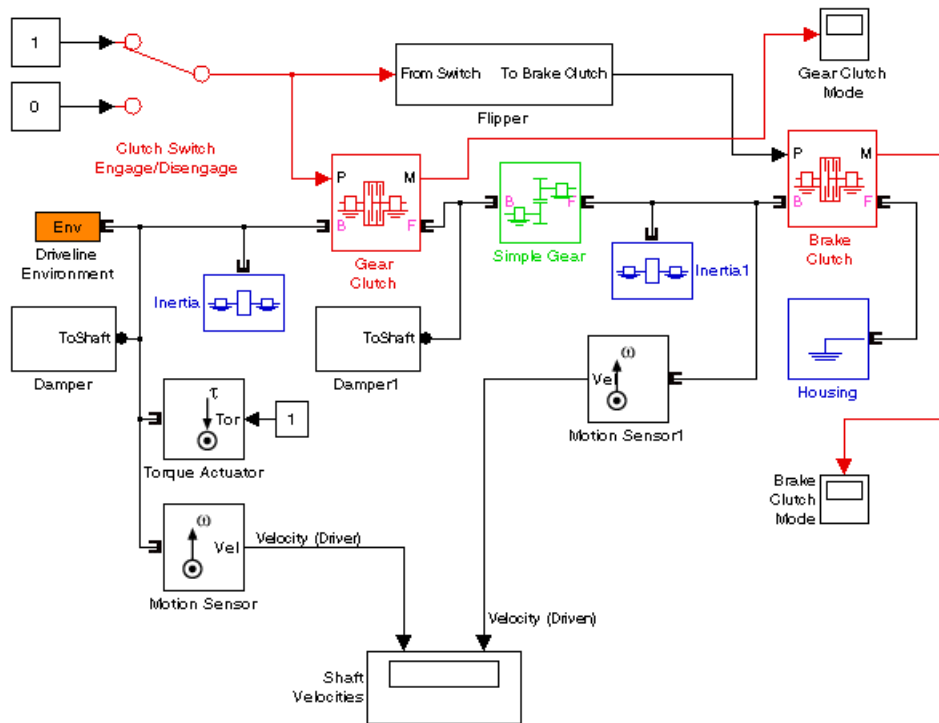 1
0
Clutch Switch
Engage/Disengage
From Switch
To Brake Clutch
Flipper
Gear Clutch
Mode
P
M
B
F
Gear
Clutch
B
F
Simple Gear
P
M
B
F
Brake
Clutch
Env
Driveline
Environment
Inertia
Inertia1
ToShaft
Damper
ToShaft
Damper1
Housing
τ
Tor
1
Torque Actuator
ω
Vel
Motion Sensor1
ω
Vel
Motion Sensor
Velocity (Driver)
Velocity (Driven)
Brake
Clutch
Mode
Shaft
Velocities